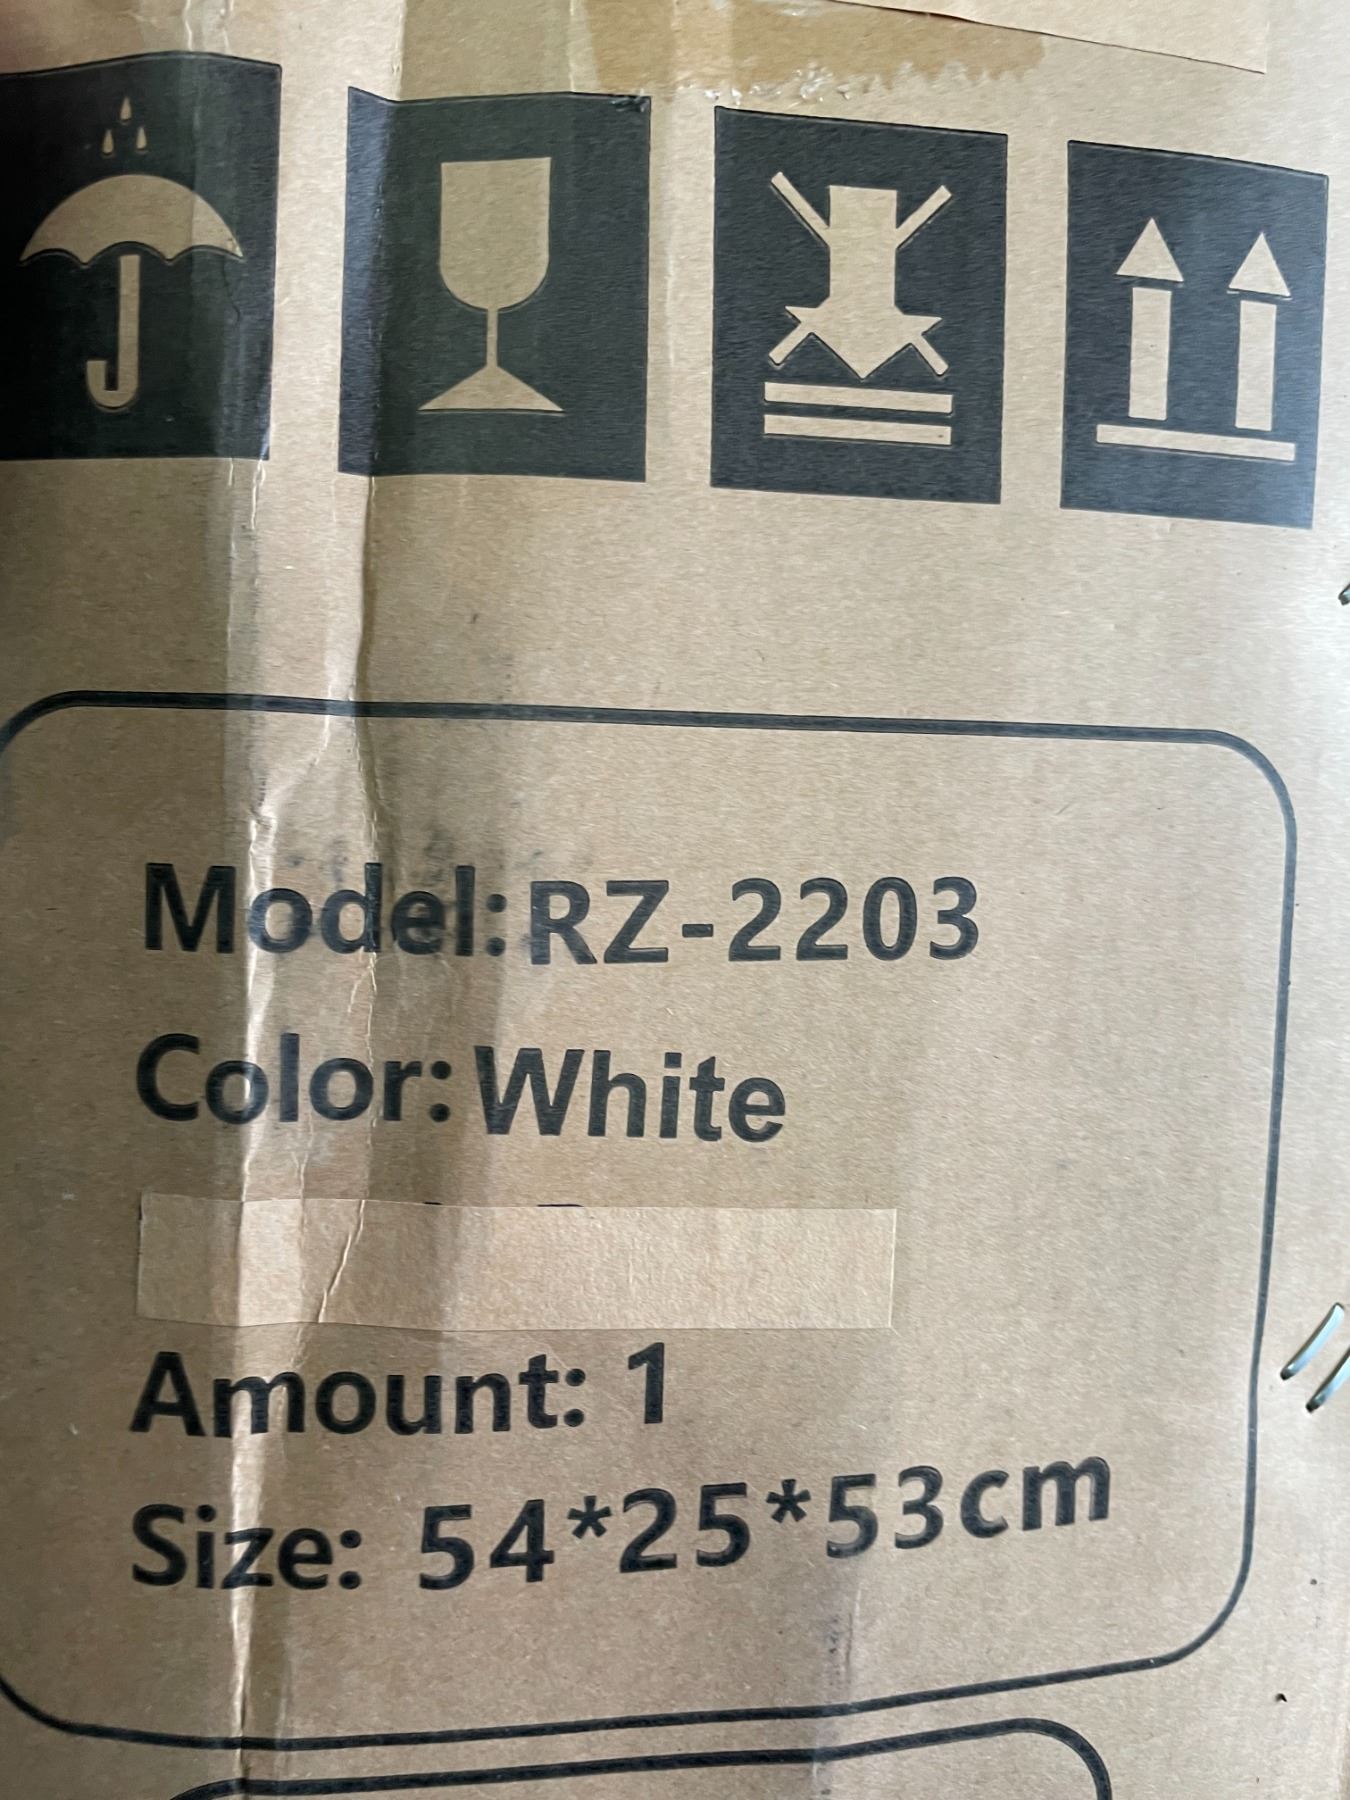 Model:RZ-2203
Color:White
Amount: 1
Size: 54*25*53cm